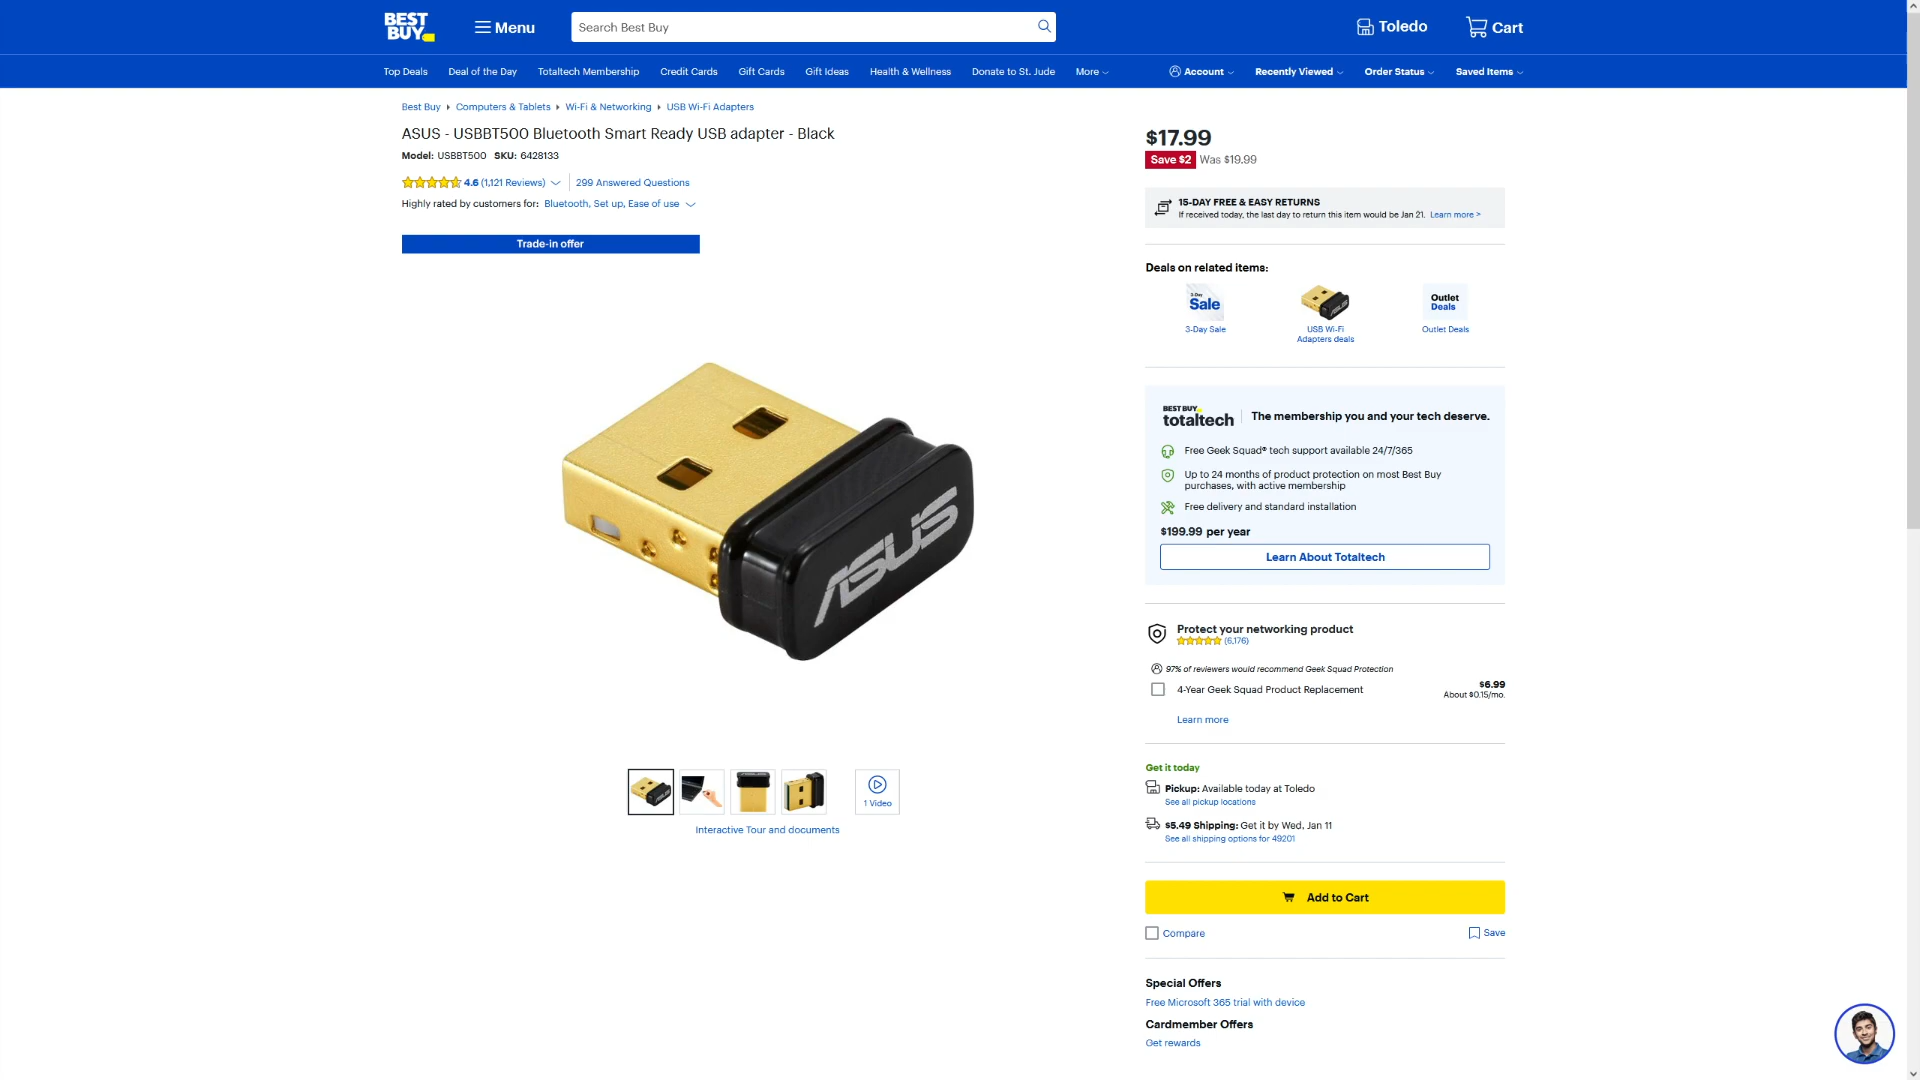 BEST BUY
Menu
Search Best Buy
Toledo
Cart
Top Deals
Deal of the Day
Totaltech Membership
Credit Cards
Gift Cards
Gift Ideas
Health & Wellness
Donate to St. Jude
More
Account
Recently Viewed
Order Status
Saved Items
Best Buy
Computers & Tablets
Wi-Fi & Networking
USB Wi-Fi Adapters
ASUS - USBBT500 Bluetooth Smart Ready USB adapter - Black
Model: USBBT500 SKU: 6428133
4.6 (1,121 Reviews)
299 Answered Questions
Highly rated by customers for: Bluetooth, Set up, Ease of use
Trade-in offer
ASUS
1 Video
Interactive Tour and documents
$17.99
Save $2 Was $19.99
15-DAY FREE & EASY RETURNS
If received today, the last day to return this item would be Jan 21. Learn more >
Deals on related items:
3-Day
Sale
3-Day Sale
ASUS
USB Wi-Fi
Adapters deals
Outlet
Deals
Outlet Deals
BEST BUY
totaltech
The membership you and your tech deserve.
Free Geek Squad® tech support available 24/7/365
Up to 24 months of product protection on most Best Buy
purchases, with active membership
Free delivery and standard installation
$199.99 per year
Learn About Totaltech
Protect your networking product
(6,176)
97% of reviewers would recommend Geek Squad Protection
4-Year Geek Squad Product Replacement
$6.99
About $0.15/mo.
Learn more
Get it today
Pickup: Available today at Toledo
See all pickup locations
$5.49 Shipping: Get it by Wed, Jan 11
See all shipping options for 49201
Add to Cart
Compare
Save
Special Offers
Free Microsoft 365 trial with device
Cardmember Offers
Get rewards